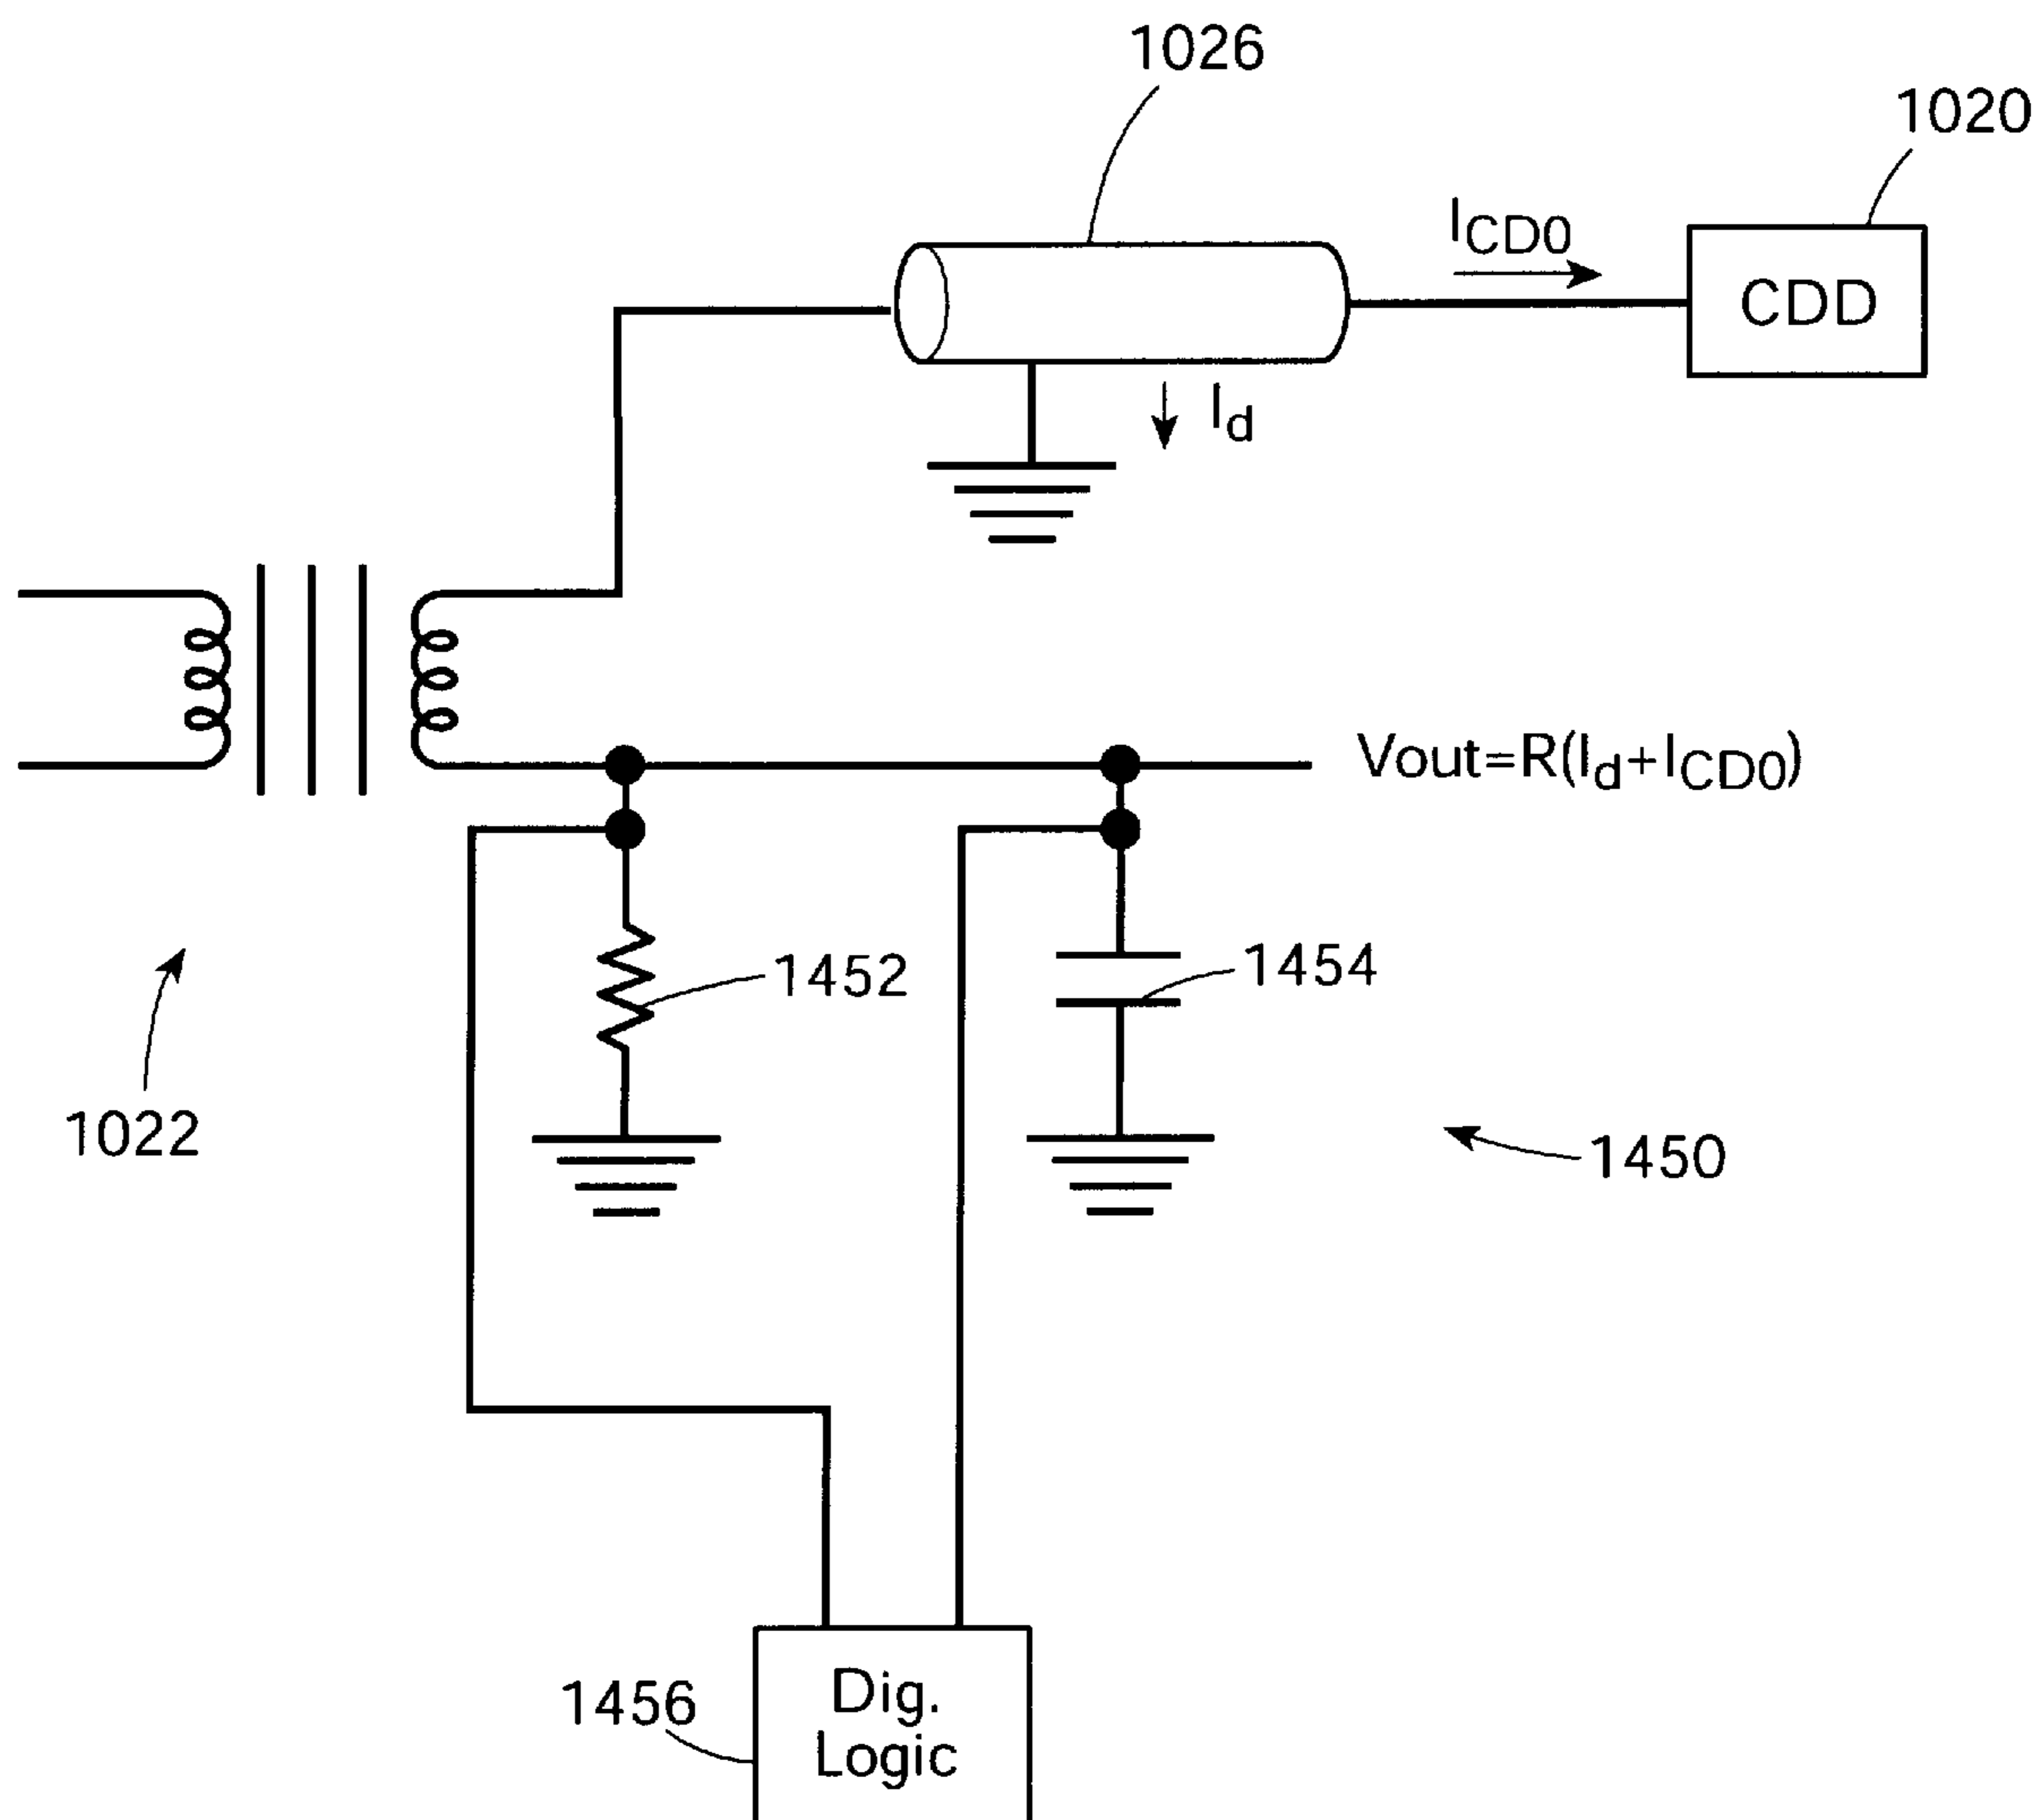 1026
1020
ICD0
CDD
Id
Vout=R(Id+ICD0)
1452
1454
1022
1450
1456
Dig.
Logic